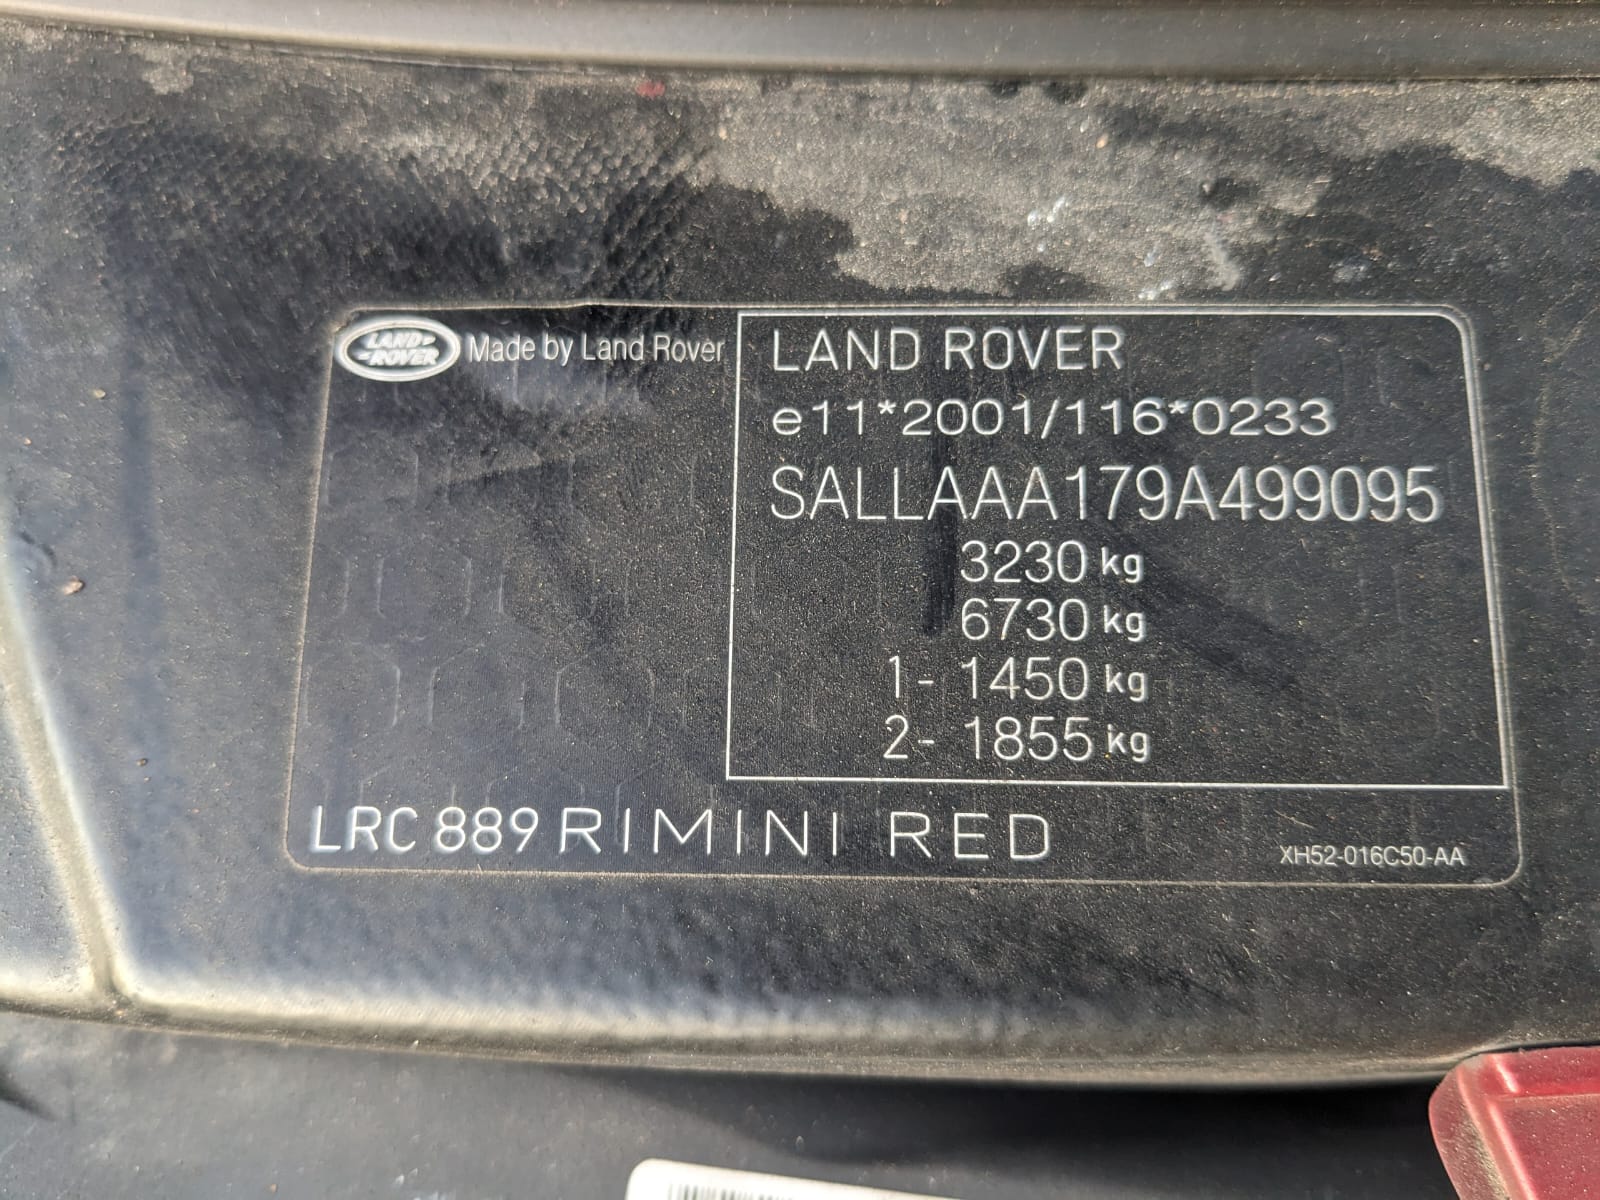 LAND ROVER Made by Land Rover
LAND ROVER
e11*2001/116*0233
SALLAAA179A499095
3230 kg
6730 kg
1- 1450 kg
2- 1855 kg
LRC 889 RIMINI RED
XH52-016C50-AA